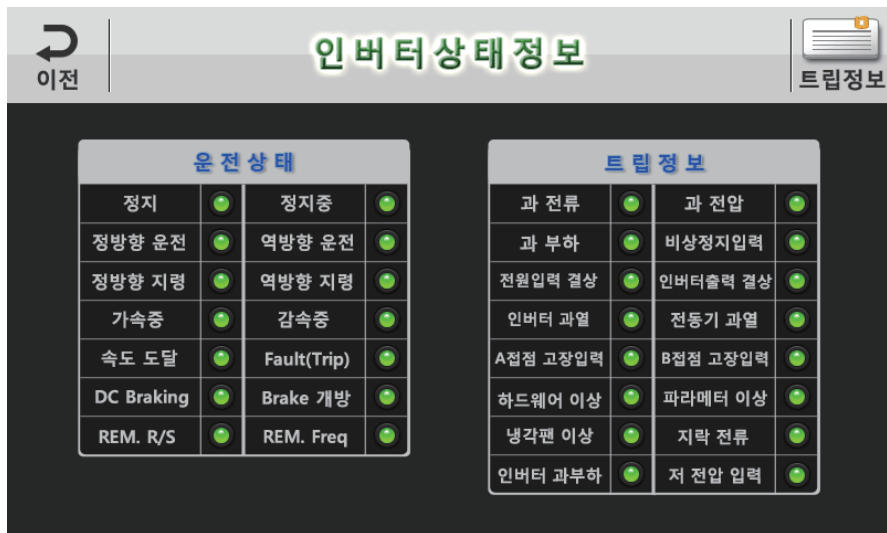 이전
인버터상태정보
트립정보
운전상태
정지 정지중
정방향 운전 역방향 운전
정방향 지령 역방향 지령
가속중 감속중
속도 도달 Fault(Trip)
DC Braking Brake 개방
REM. R/S REM. Freq
트립정보
과 전류 과 전압
과 부하 비상정지입력
전원입력 결상 인버터출력 결상
인버터 과열 전동기 과열
A접점 고장입력 B접점 고장입력
하드웨어 이상 파라메터 이상
냉각팬 이상 지락 전류
인버터 과부하 저 전압 입력